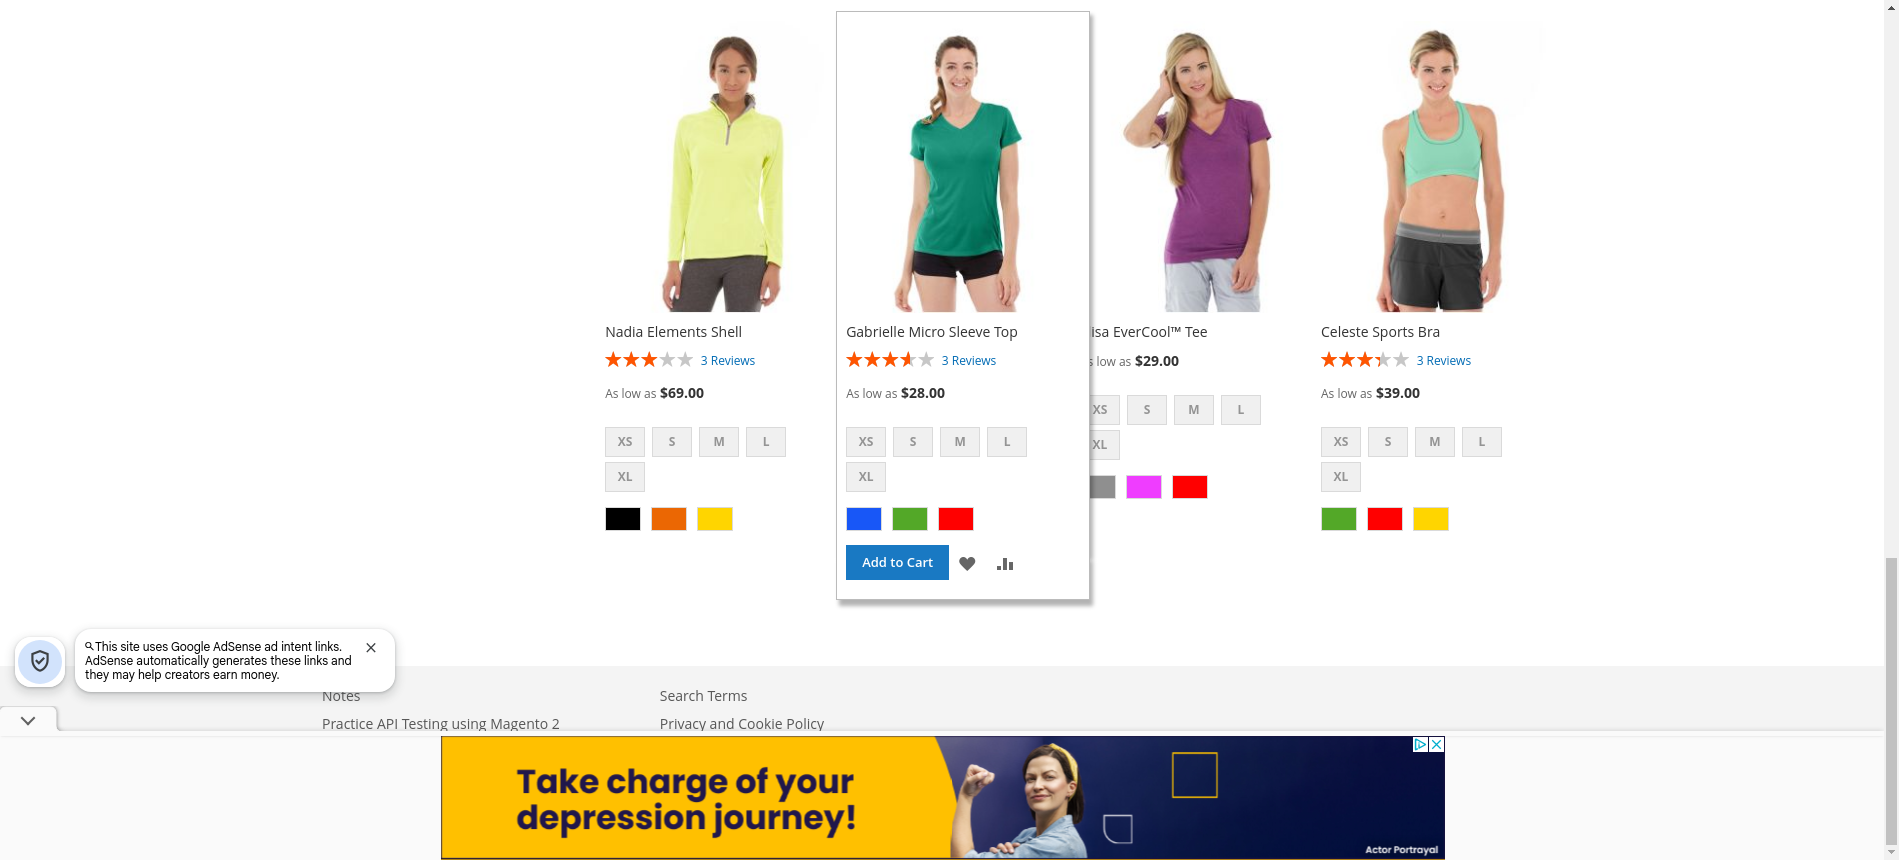 Nadia Elements Shell
3 Reviews
As low as $69.00
XS S M L
XL
Gabrielle Micro Sleeve Top
3 Reviews
As low as $28.00
XS S M L
XL
Add to Cart
isa EverCool™ Tee
s low as $29.00
XS S M L
XL
Celeste Sports Bra
3 Reviews
As low as $39.00
XS S M L
XL
This site uses Google AdSense ad intent links.
AdSense automatically generates these links and
they may help creators earn money.
Notes
Practice API Testing using Magento 2
Search Terms
Privacy and Cookie Policy
Take charge of your
depression journey!
Actor Portrayal